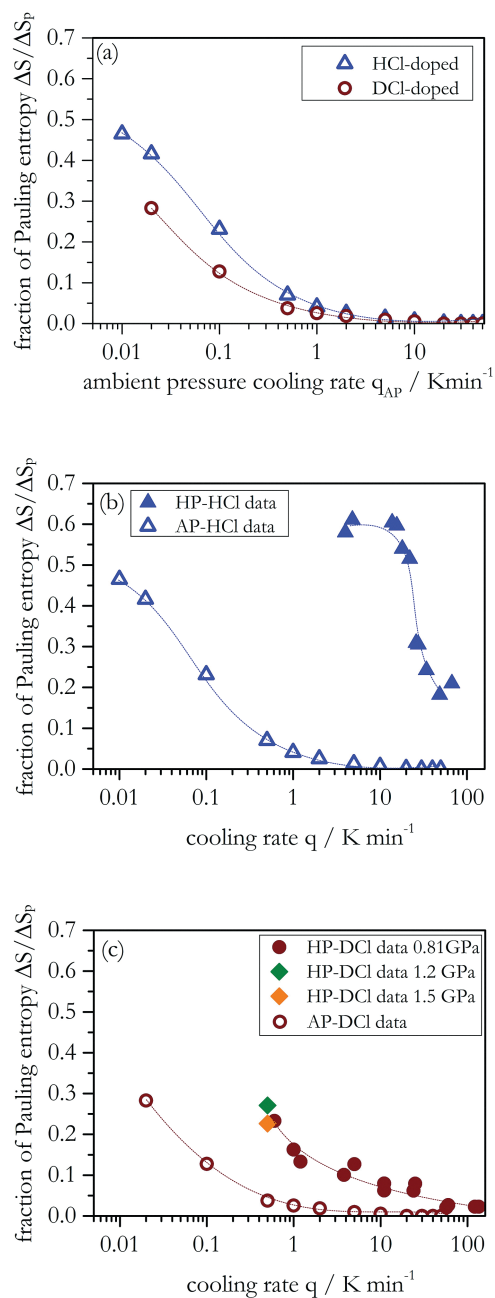 fraction of Pauling entropy ΔS/ΔSp
0.7
0.6
0.5
0.4
0.3
0.2
0.1
0.0
(a)
HCl-doped
DCl-doped
0.01
0.1
1
10
ambient pressure cooling rate qAP / Kmin-1
fraction of Pauling entropy ΔS/ΔSp
0.7
0.6
0.5
0.4
0.3
0.2
0.1
0.0
(b)
HP-HCl data
AP-HCl data
0.01
0.1
1
10
100
cooling rate q / K min-1
fraction of Pauling entropy ΔS/ΔSp
0.7
0.6
0.5
0.4
0.3
0.2
0.1
0.0
(c)
HP-DCl data 0.81GPa
HP-DCl data 1.2 GPa
HP-DCl data 1.5 GPa
AP-DCl data
0.01
0.1
1
10
100
cooling rate q / K min-1